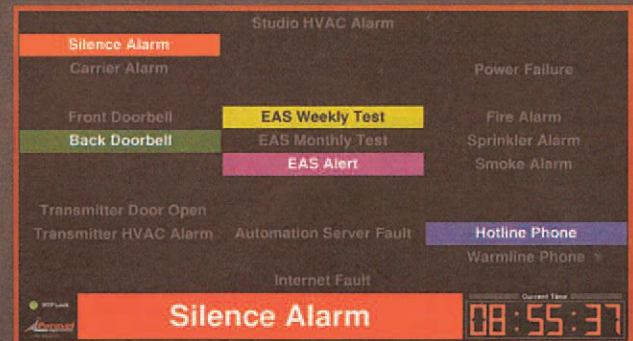 Studio HVAC Alarm
Silence Alarm
Carrier Alarm
Power Failure
Front Doorbell
EAS Weekly Test
Fire Alarm
Back Doorbell
EAS Monthly Test
Sprinkler Alarm
EAS Alert
Smoke Alarm
Transmitter Door Open
Transmitter HVAC Alarm
Automation Server Fault
Hotline Phone
Warmline Phone
Internet Fault
Silence Alarm
Current Time
08:55:37